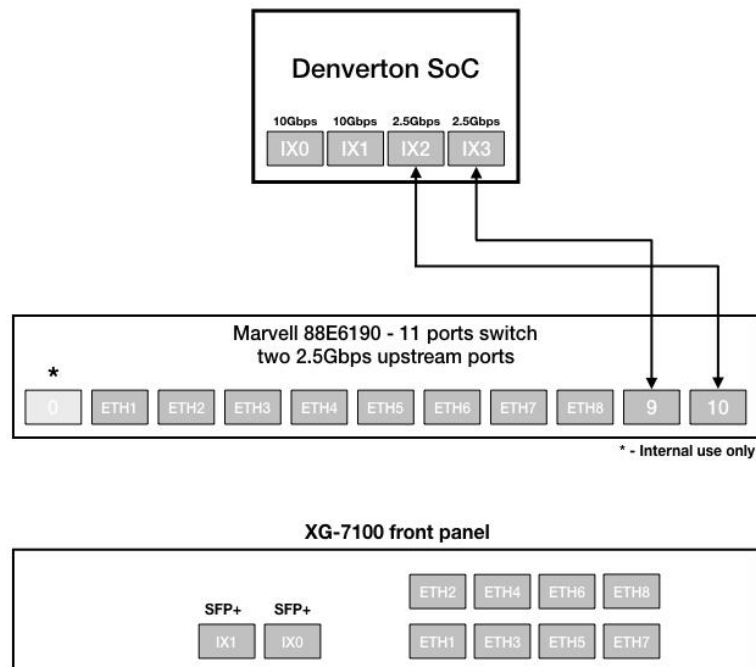 Denverton SoC
10Gbps 10Gbps 2.5Gbps 2.5Gbps
IX0 IX1 IX2 IX3
Marvell 88E6190 - 11 ports switch
two 2.5Gbps upstream ports
*
0 ETH1 ETH2 ETH3 ETH4 ETH5 ETH6 ETH7 ETH8 9 10
* - Internal use only
XG-7100 front panel
ETH2 ETH4 ETH6 ETH8
SFP+ SFP+
IX1 IX0 ETH1 ETH3 ETH5 ETH7